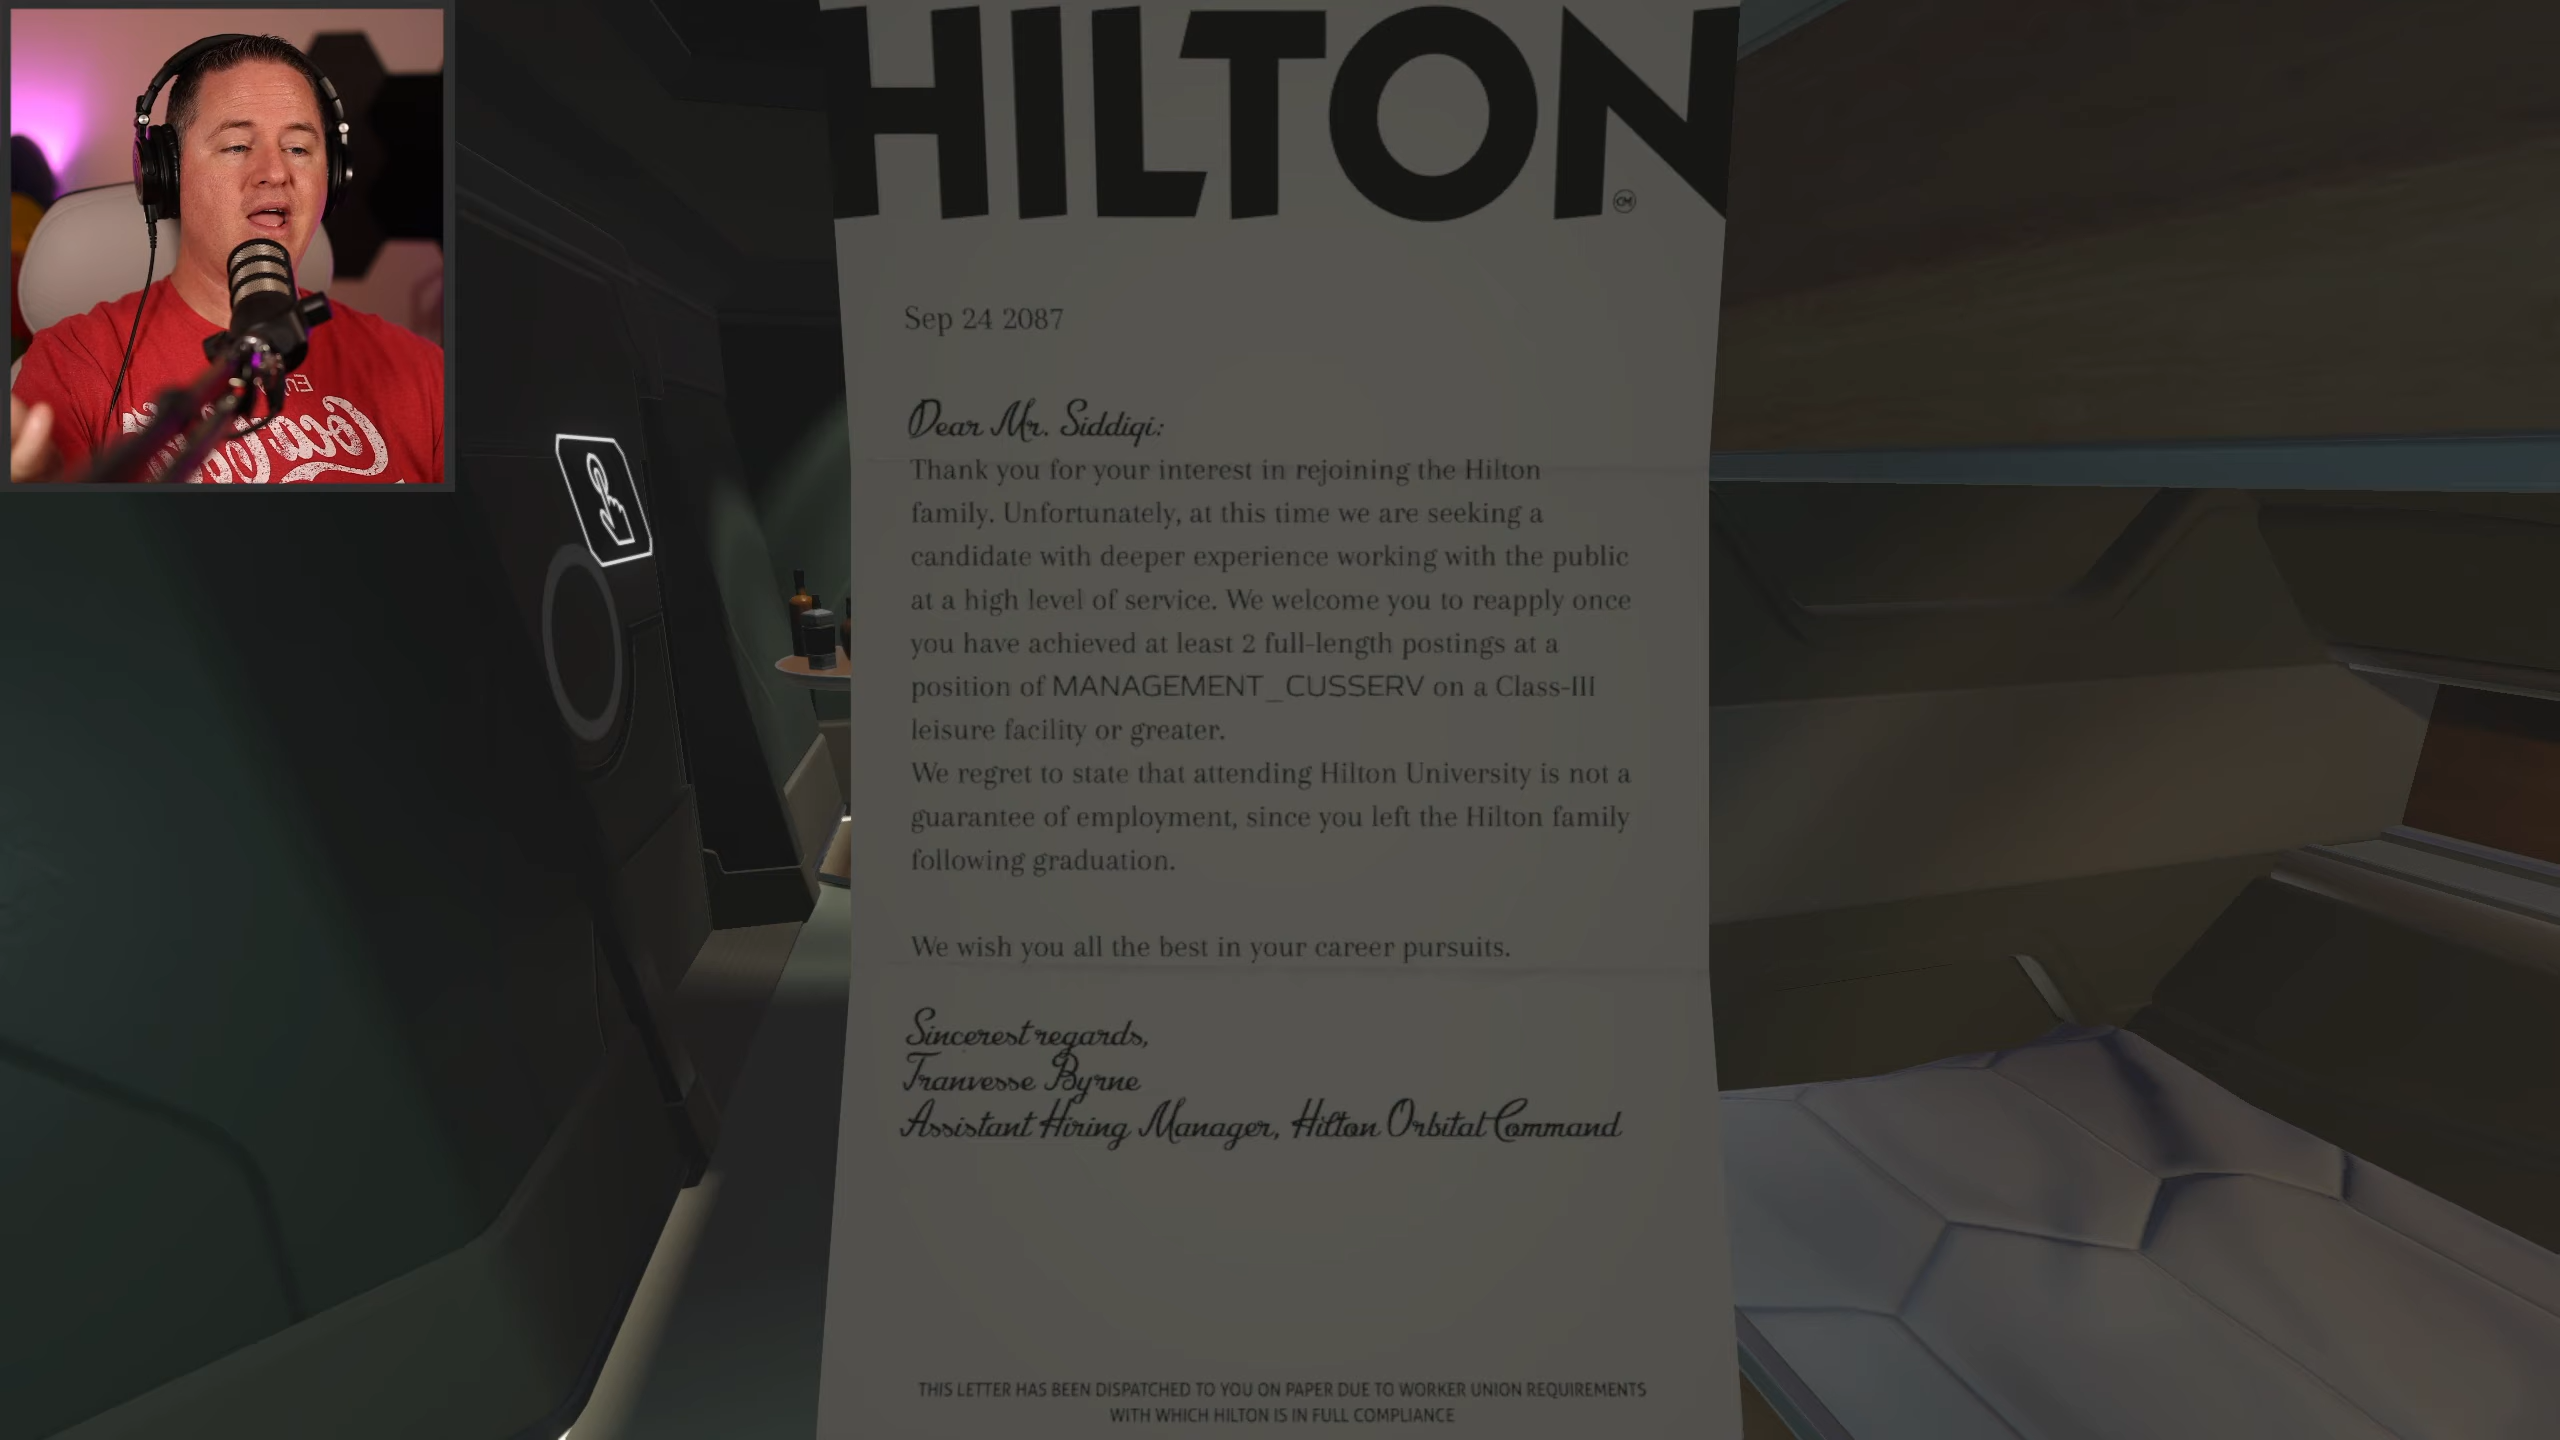 HILTON
Sep 24 2087
Dear Mr. Siddiqi:
Thank you for your interest in rejoining the Hilton
family. Unfortunately, at this time we are seeking a
candidate with deeper experience working with the public
at a high level of service. We welcome you to reapply once
you have achieved at least 2 full-length postings at a
position of MANAGEMENT_CUSSERV on a Class-III
leisure facility or greater.
We regret to state that attending Hilton University is not a
guarantee of employment, since you left the Hilton family
following graduation.
We wish you all the best in your career pursuits.
Sincerest regards,
Tranvesse Byrne
Assistant Hiring Manager, Hilton Orbital Command
THIS LETTER HAS BEEN DISPATCHED TO YOU ON PAPER DUE TO WORKER UNION REQUIREMENTS
WITH WHICH HILTON IS IN FULL COMPLIANCE